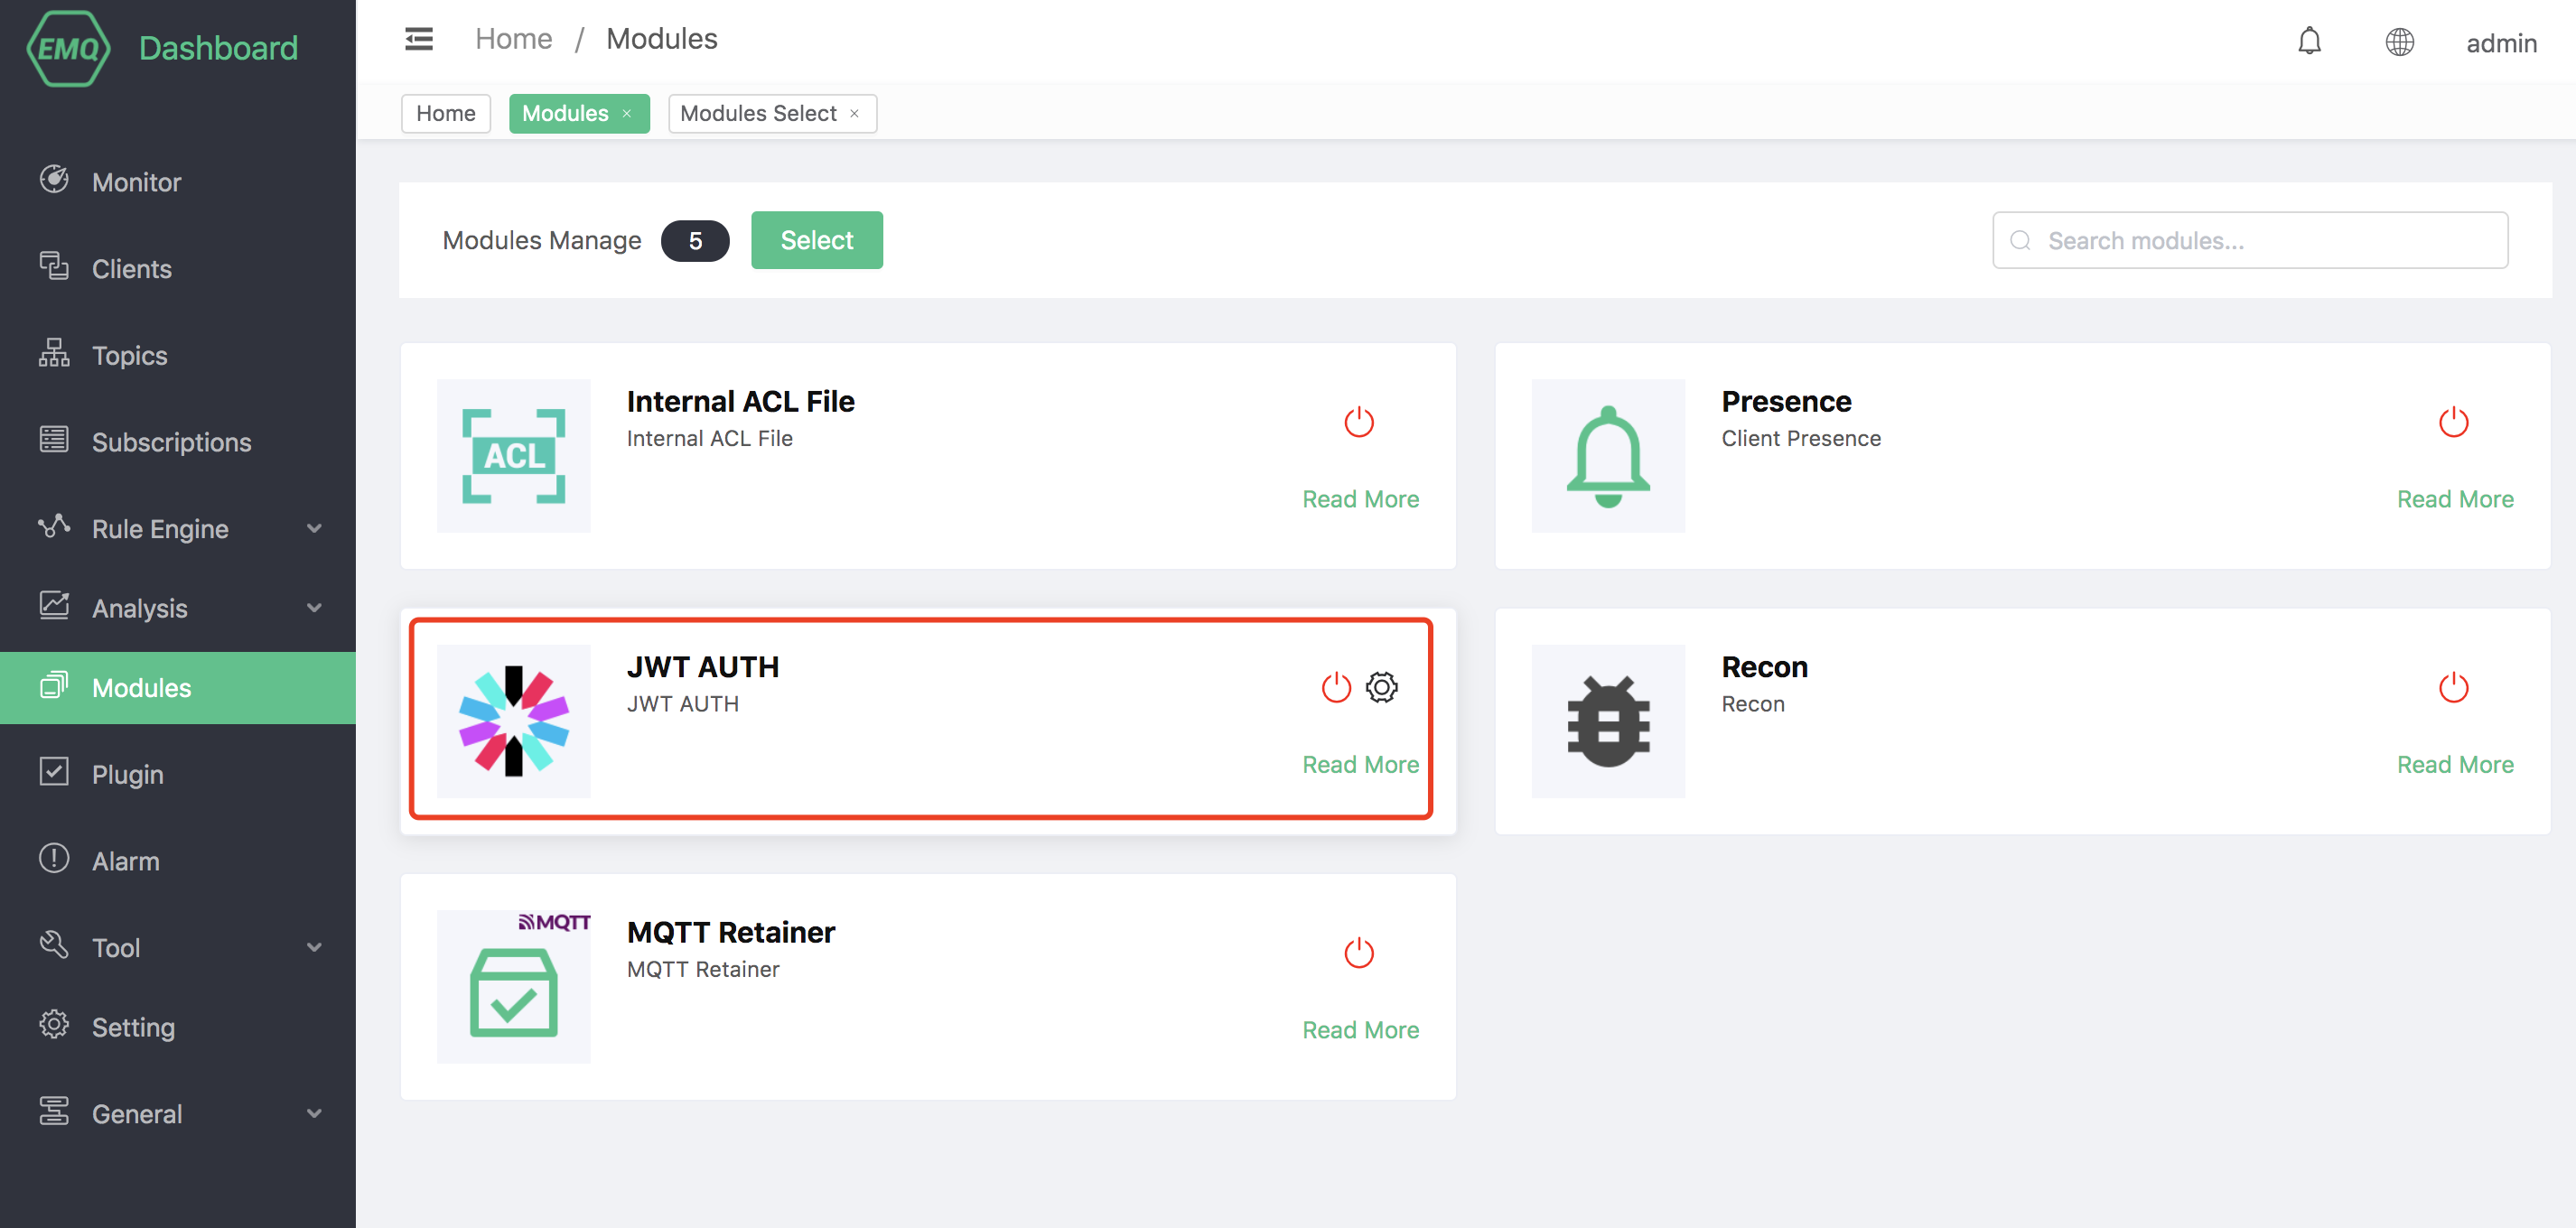 EMQ Dashboard
Home / Modules
admin
Home
Modules ×
Modules Select ×
Monitor
Clients
Topics
Subscriptions
Rule Engine
Analysis
Modules
Plugin
Alarm
Tool
Setting
General
Modules Manage 5 Select
Search modules...
Internal ACL File
Internal ACL File
ACL
Read More
Presence
Client Presence
Read More
JWT AUTH
JWT AUTH
Read More
Recon
Recon
Read More
MQTT
MQTT Retainer
MQTT Retainer
Read More